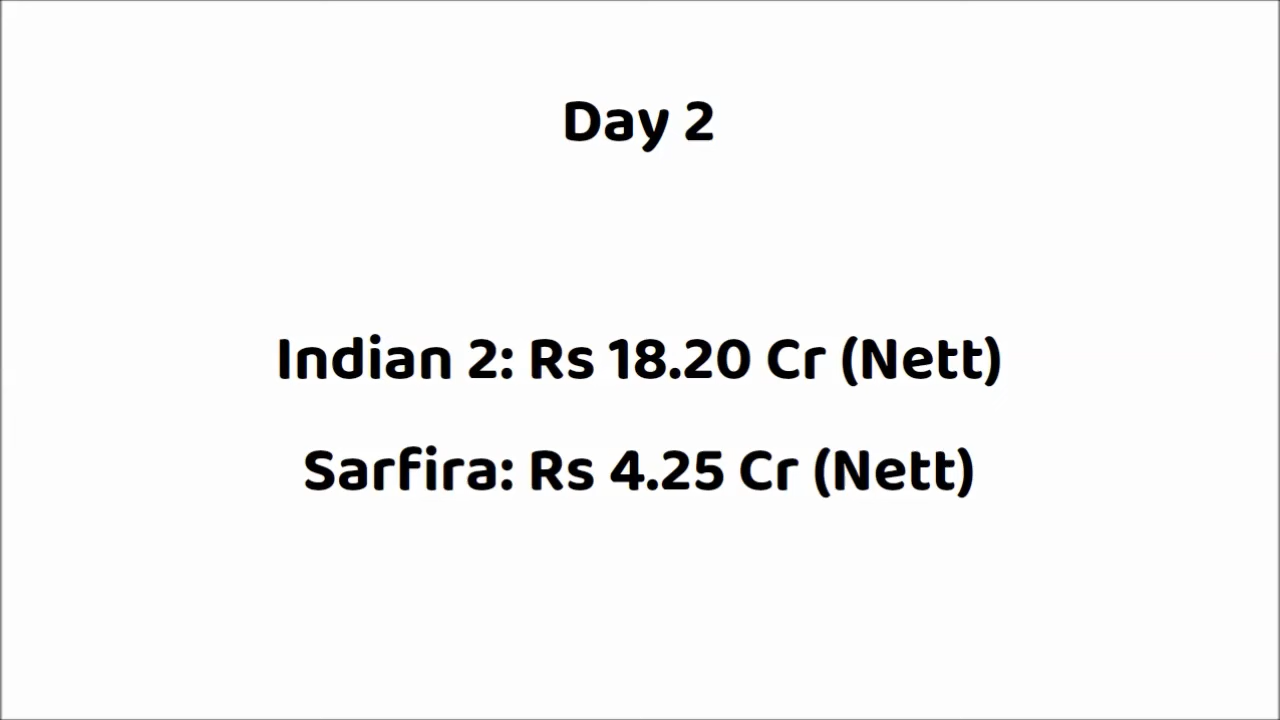 Day 2
Indian 2: Rs 18.20 Cr (Nett)
Sarfira: Rs 4.25 Cr (Nett)